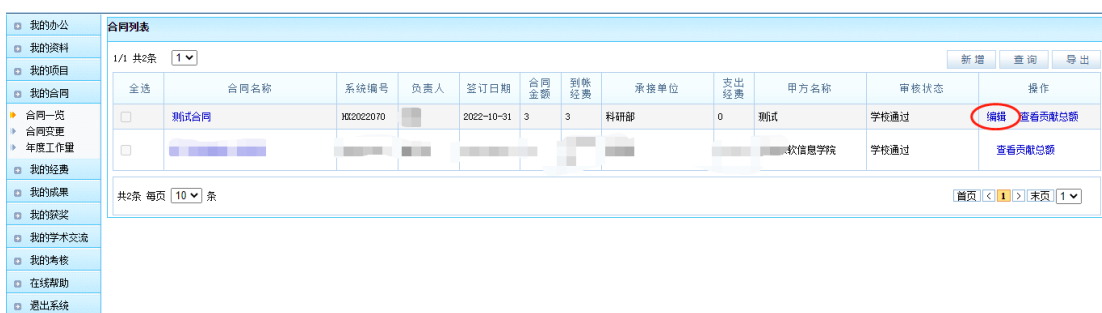 我的办公
我的资料
我的项目
我的合同
合同一览
合同变更
年度工作量
我的经费
我的成果
我的获奖
我的学术交流
我的考核
在线帮助
退出系统
合同列表
1/1 共2条 1
新增 查询 导出
全选 合同名称 系统编号 负责人 签订日期 合同金额 到帐经费 承接单位 支出经费 甲方名称 审核状态 操作
测试合同 HX2022070 2022-10-31 3 3 科研部 0 测试 学校通过 编辑 查看贡献总额
软信息学院 学校通过 查看贡献总额
共2条 每页 10 条 首页 < 1 > 末页 1